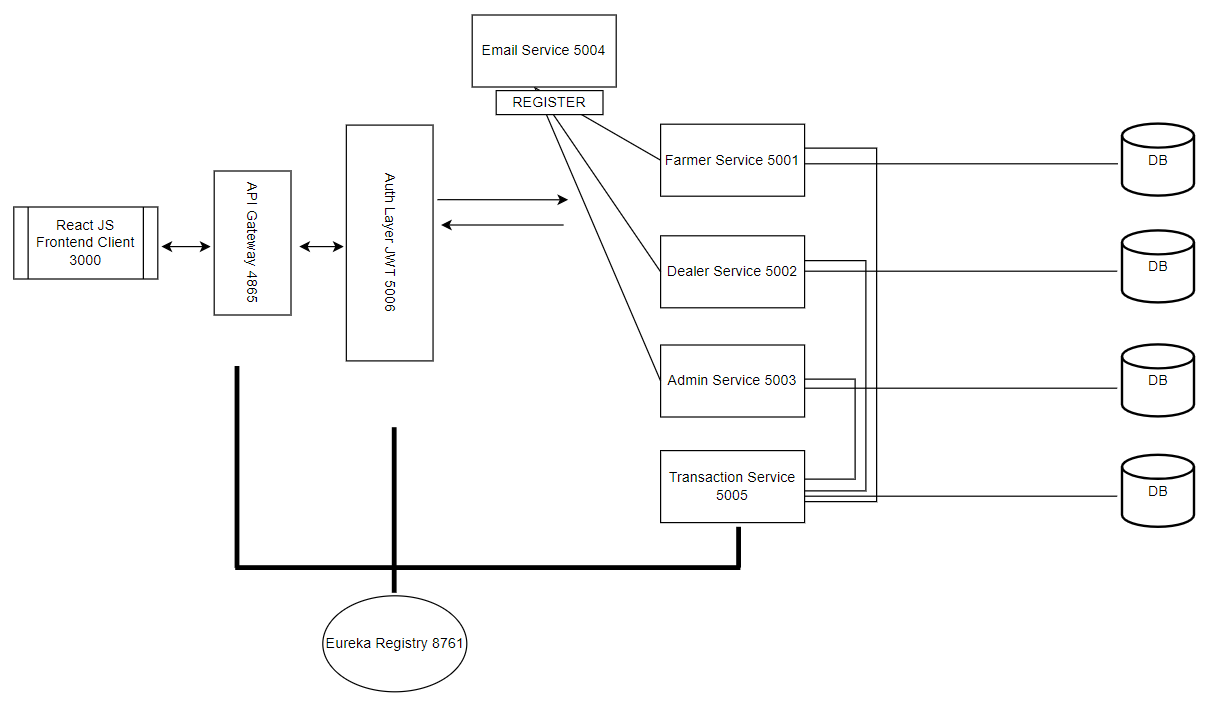 Email Service 5004
REGISTER
Farmer Service 5001
DB
API Gateway 4865
Auth Layer JWT 5006
React JS
Frontend Client
3000
Dealer Service 5002
DB
Admin Service 5003
DB
Transaction Service
5005
DB
Eureka Registry 8761